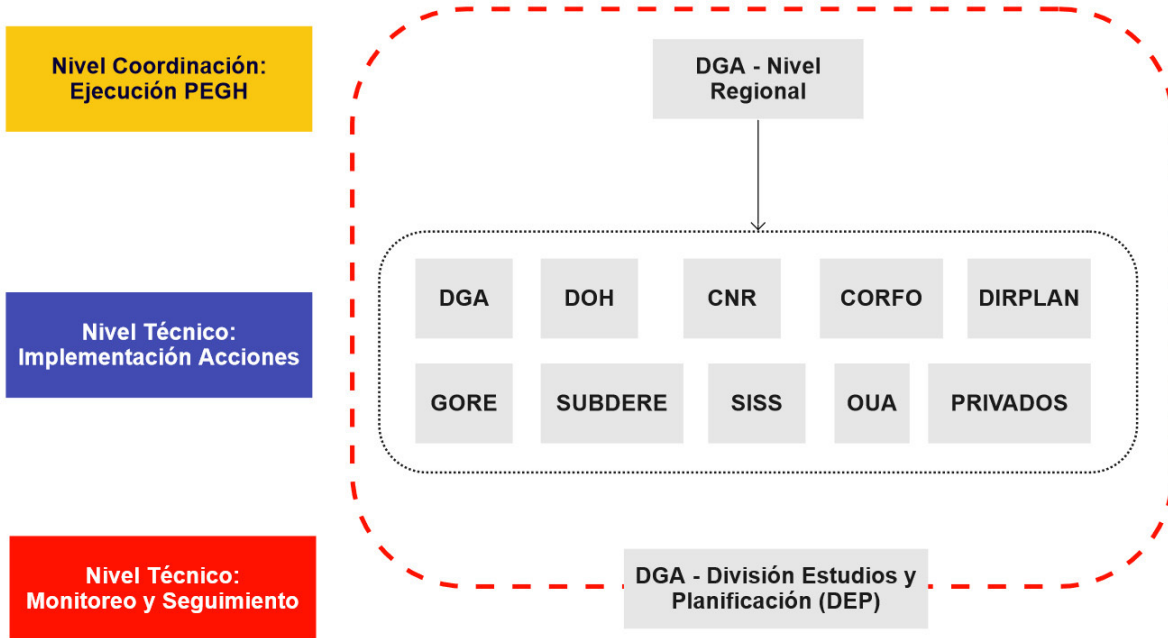 Nivel Coordinación:
Ejecución PEGH
DGA - Nivel
Regional
Nivel Técnico:
Implementación Acciones
DGA
DOH
CNR
CORFO
DIRPLAN
GORE
SUBDERE
SISS
OUA
PRIVADOS
Nivel Técnico:
Monitoreo y Seguimiento
DGA - División Estudios y
Planificación (DEP)